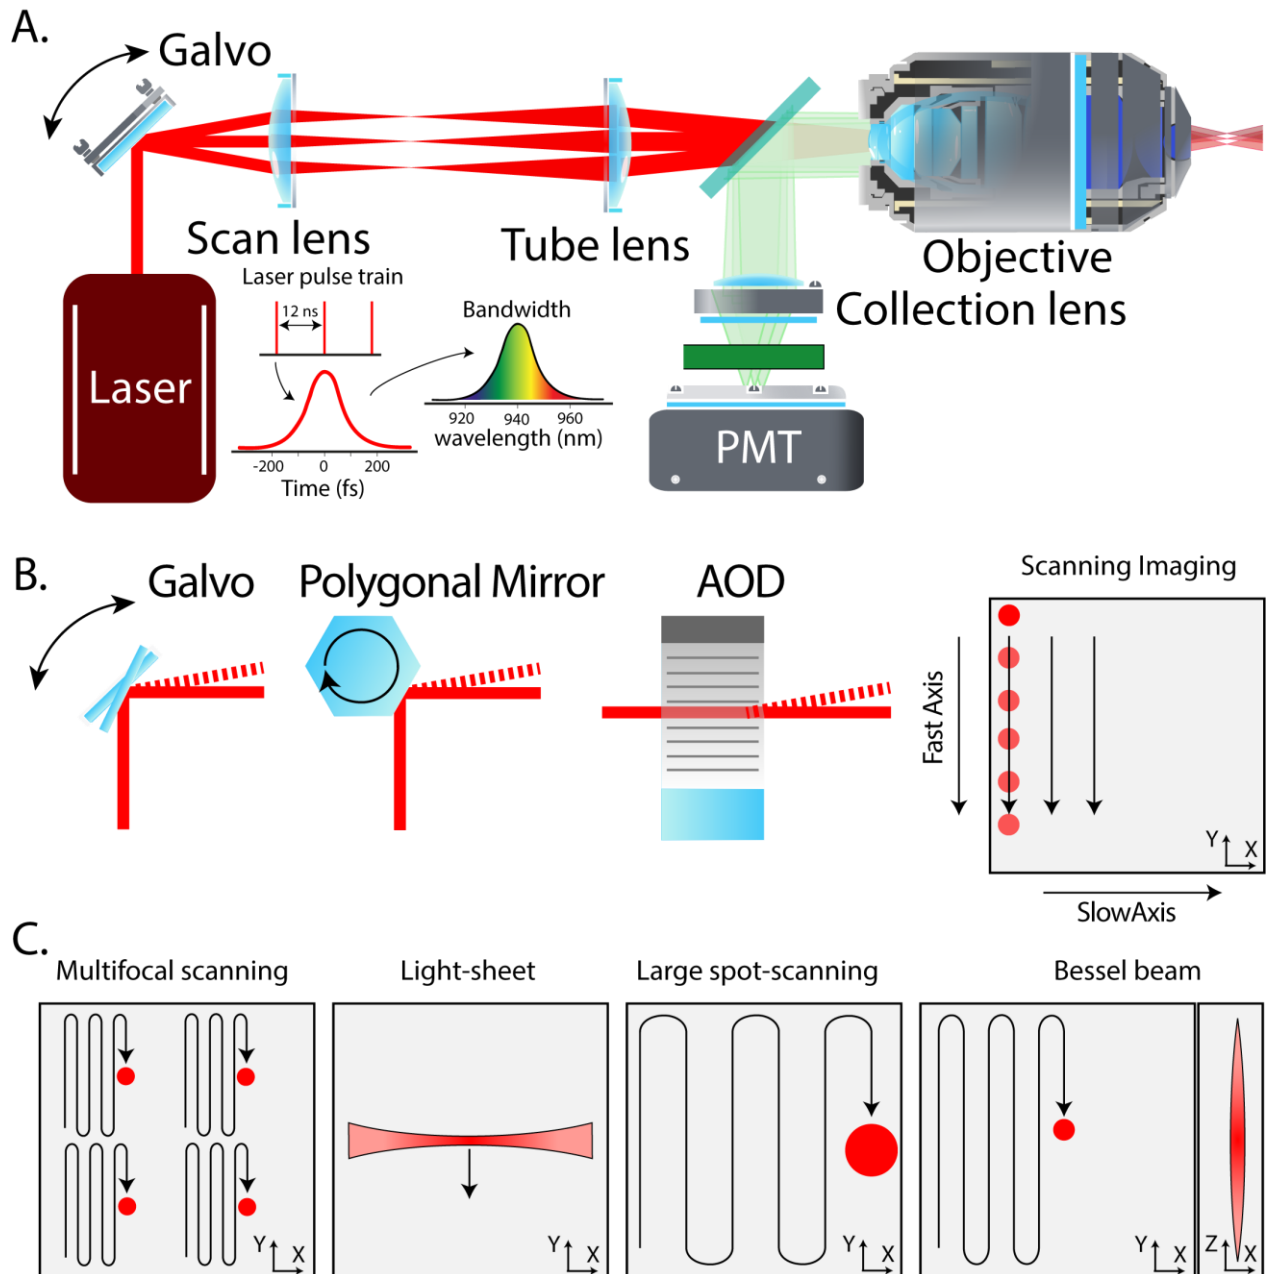 A.
Galvo
Scan lens
Tube lens
Objective
Collection lens
Laser pulse train
12 ns
Bandwidth
Laser
920 940 960
wavelength (nm)
-200 0 200
Time (fs)
PMT
B.
Galvo
Polygonal Mirror
AOD
Scanning Imaging
Fast Axis
Y
X
SlowAxis
C.
Multifocal scanning
Light-sheet
Large spot-scanning
Bessel beam
Y X
Y X
Y X
Y X
Z X